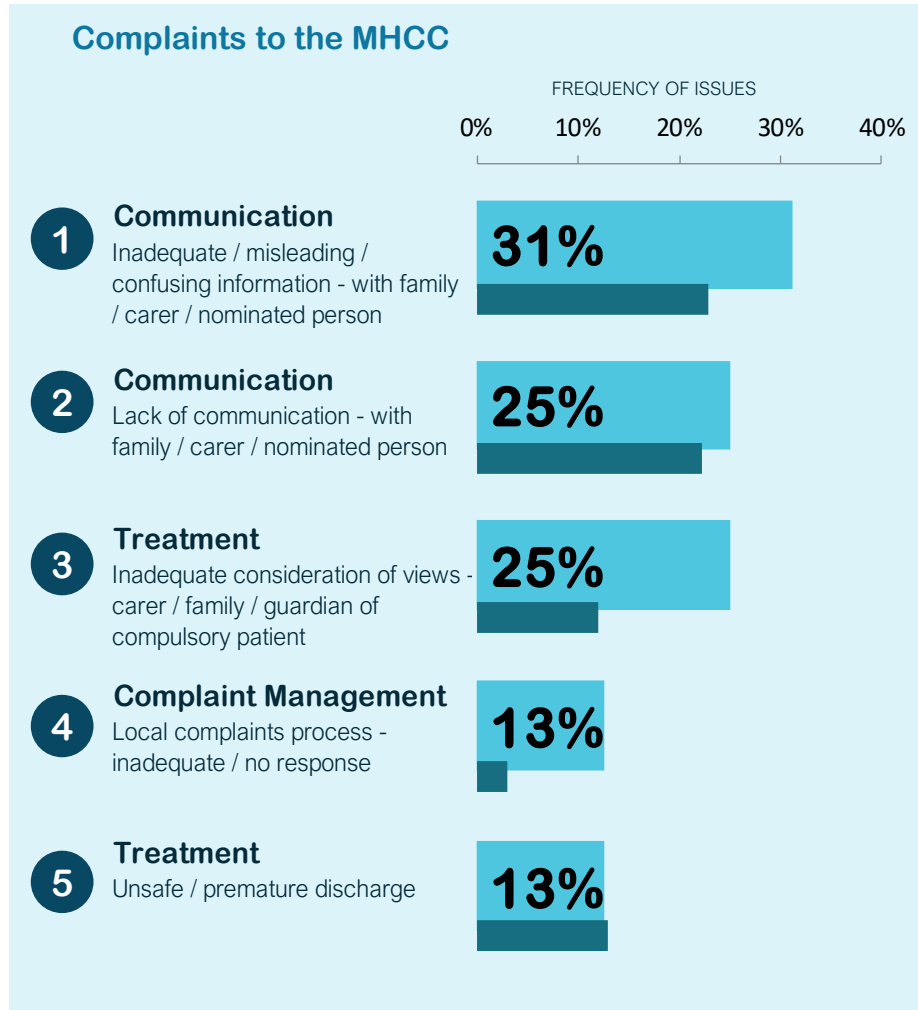 Complaints to the MHCC
FREQUENCY OF ISSUES
0% 10% 20% 30% 40%
1
Communication
Inadequate / misleading /
confusing information - with family
/ carer / nominated person
31%
2
Communication
Lack of communication - with
family / carer / nominated person
25%
3
Treatment
Inadequate consideration of views -
carer / family / guardian of
compulsory patient
25%
4
Complaint Management
Local complaints process -
inadequate / no response
13%
5
Treatment
Unsafe / premature discharge
13%